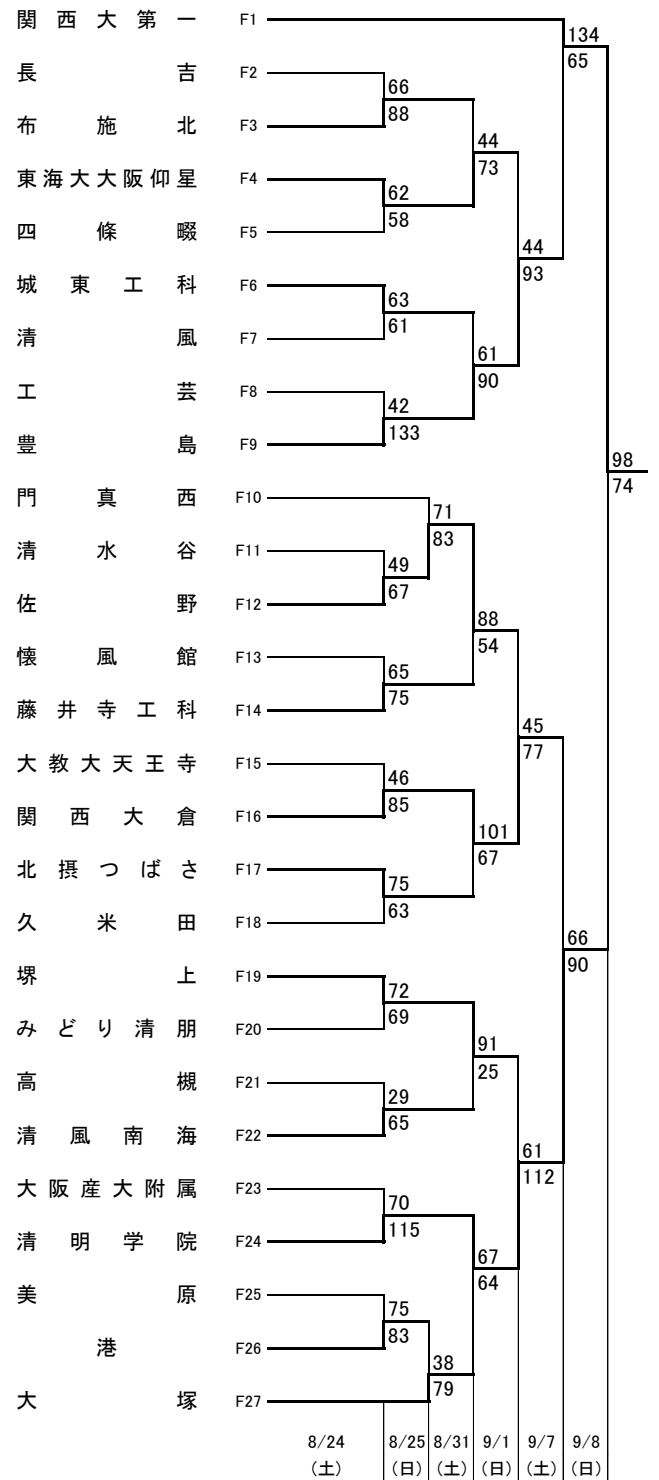 関西大第一 F1
134
65
長吉 F2
66
88
布施北 F3
44
73
東海大大阪仰星 F4
62
58
四條畷 F5
44
93
城東工科 F6
63
61
清風 F7
61
90
工芸 F8
42
133
豊島 F9
98
74
門真西 F10
71
83
清水谷 F11
49
67
佐野 F12
88
54
懐風館 F13
65
75
藤井寺工科 F14
45
77
大教大天王寺 F15
46
85
関西大倉 F16
101
67
北摂つばさ F17
75
63
久米田 F18
66
90
堺上 F19
72
69
みどり清朋 F20
91
25
高槻 F21
29
65
清風南海 F22
61
112
大阪産大附属 F23
70
115
清明学院 F24
67
64
美原 F25
75
83
港 F26
38
79
大塚 F27
8/24 8/25 8/31 9/1 9/7 9/8
(土) (日) (土) (日) (土) (日)